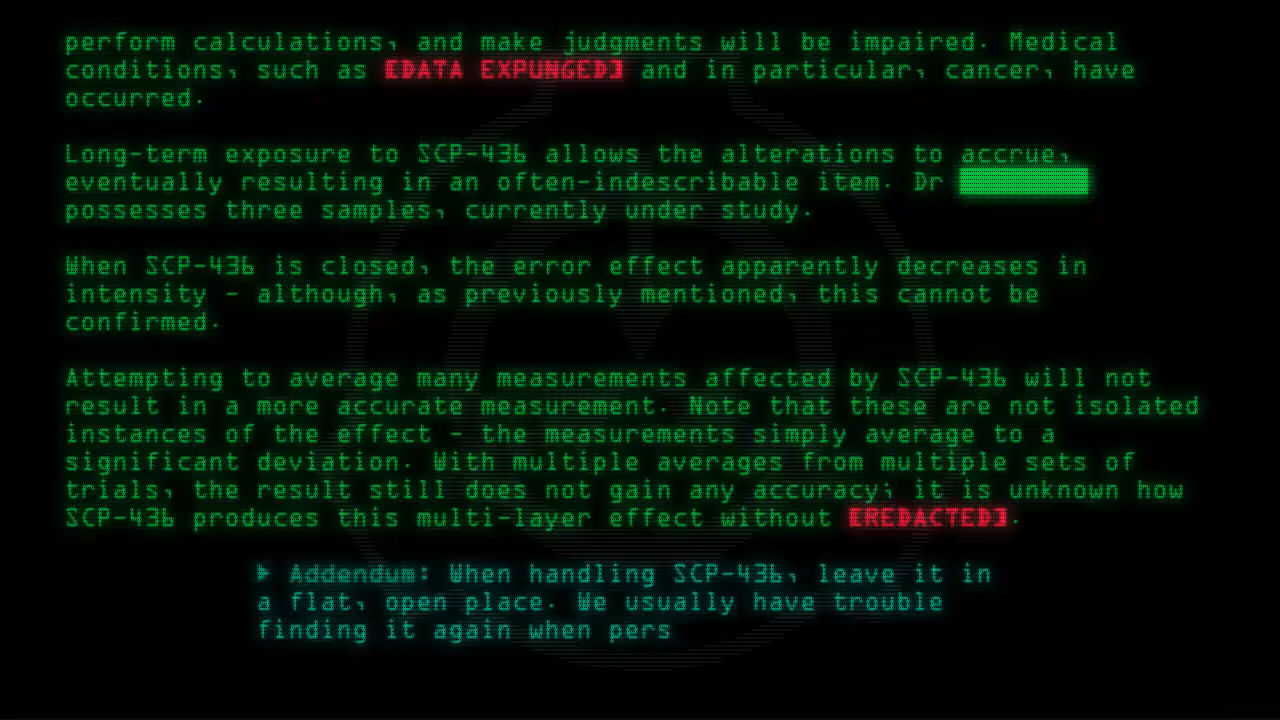 perform calculations, and make judgments will be impaired. Medical
conditions, such as [DATA EXPUNGED] and in particular, cancer, have
occurred.
Long-term exposure to SCP-436 allows the alterations to accrue,
eventually resulting in an often-indescribable item. Dr
possesses three samples, currently under study.
When SCP-436 is closed, the error effect apparently decreases in
intensity - although, as previously mentioned, this cannot be
confirmed.
Attempting to average many measurements affected by SCP-436 will not
result in a more accurate measurement. Note that these are not isolated
instances of the effect - the measurements simply average to a
significant deviation. With multiple averages from multiple sets of
trials, the result still does not gain any accuracy; it is unknown how
SCP-436 produces this multi-layer effect without [REDACTED].
► Addendum: When handling SCP-436, leave it in
a flat, open place. We usually have trouble
finding it again when pers